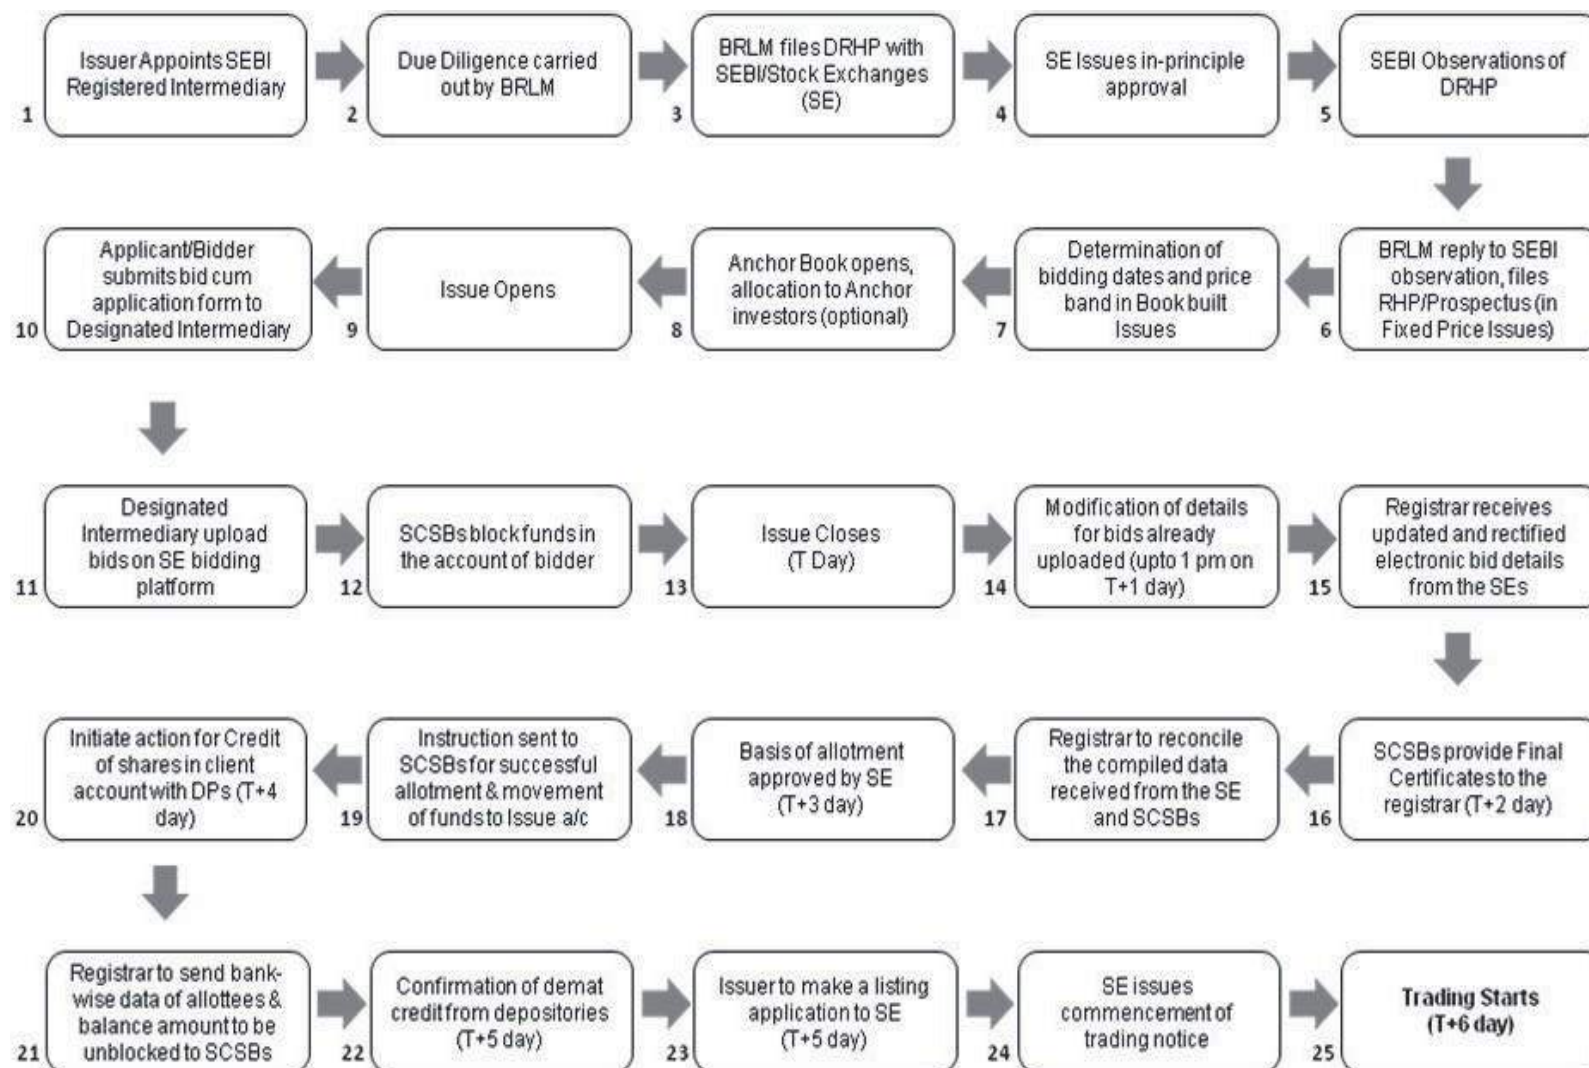 1
Issuer Appoints SEBI
Registered Intermediary
2
Due Diligence carried
out by BRLM
3
BRLM files DRHP with
SEBI/Stock Exchanges
(SE)
4
SE Issues in-principle
approval
5
SEBI Observations of
DRHP
6
BRLM reply to SEBI
observation, files
RHP/Prospectus (in
Fixed Price Issues)
7
Determination of
bidding dates and price
band in Book built
Issues
8
Anchor Book opens,
allocation to Anchor
investors (optional)
9
Issue Opens
10
Applicant/Bidder
submits bid cum
application form to
Designated Intermediary
11
Designated
Intermediary upload
bids on SE bidding
platform
12
SCSBs block funds in
the account of bidder
13
Issue Closes
(T Day)
14
Modification of details
for bids already
uploaded (upto 1 pm on
T+1 day)
15
Registrar receives
updated and rectified
electronic bid details
from the SEs
16
SCSBs provide Final
Certificates to the
registrar (T+2 day)
17
Registrar to reconcile
the compiled data
received from the SE
and SCSBs
18
Basis of allotment
approved by SE
(T+3 day)
19
Instruction sent to
SCSBs for successful
allotment & movement
of funds to Issue a/c
20
Initiate action for Credit
of shares in client
account with DPs (T+4
day)
21
Registrar to send bank-
wise data of allottees &
balance amount to be
unblocked to SCSBs
22
Confirmation of demat
credit from depositories
(T+5 day)
23
Issuer to make a listing
application to SE
(T+5 day)
24
SE issues
commencement of
trading notice
25
Trading Starts
(T+6 day)